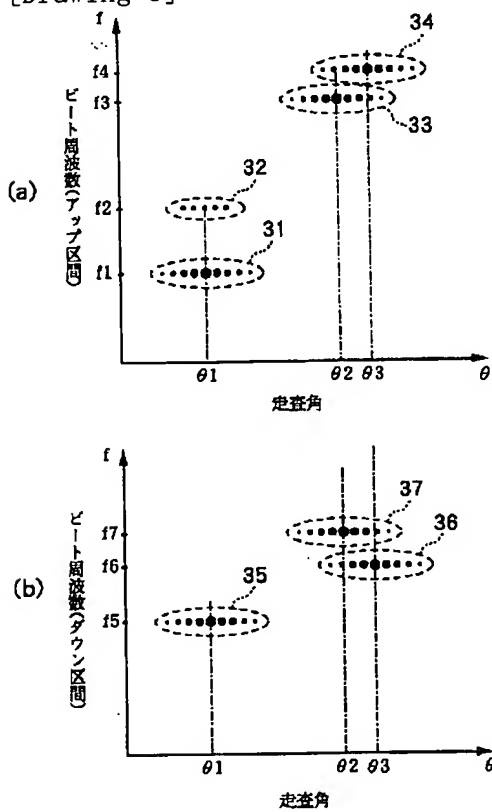 f
34
f4
f3
33
(a)
ビート周波数(アップ区間)
32
f2
31
f1
θ1
θ2
θ3
θ
走査角
f
37
f7
36
f6
(b)
ビート周波数(ダウン区間)
35
f5
θ1
θ2
θ3
θ
走査角